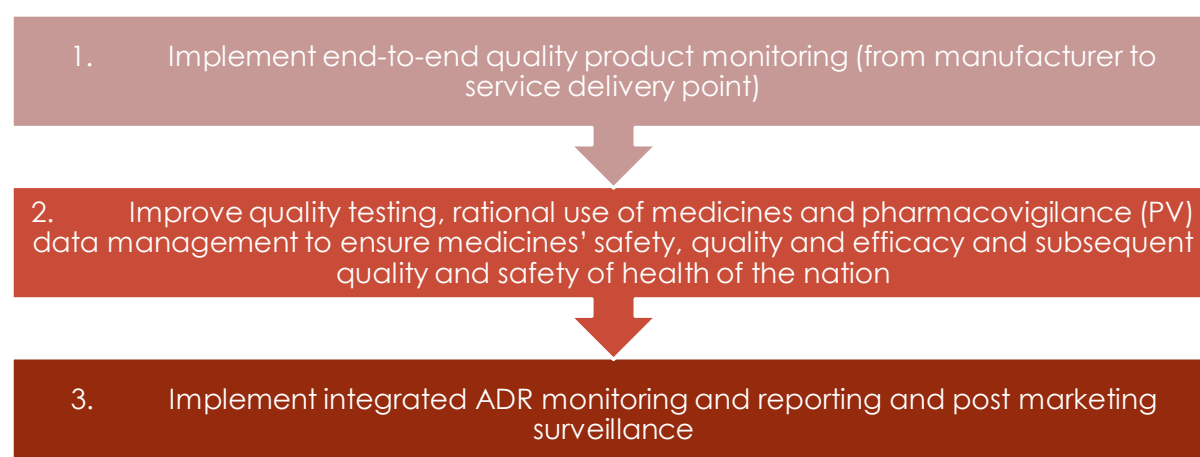 1. Implement end-to-end quality product monitoring (from manufacturer to
service delivery point)
2. Improve quality testing, rational use of medicines and pharmacovigilance (PV)
data management to ensure medicines’ safety, quality and efficacy and subsequent
quality and safety of health of the nation
3. Implement integrated ADR monitoring and reporting and post marketing
surveillance